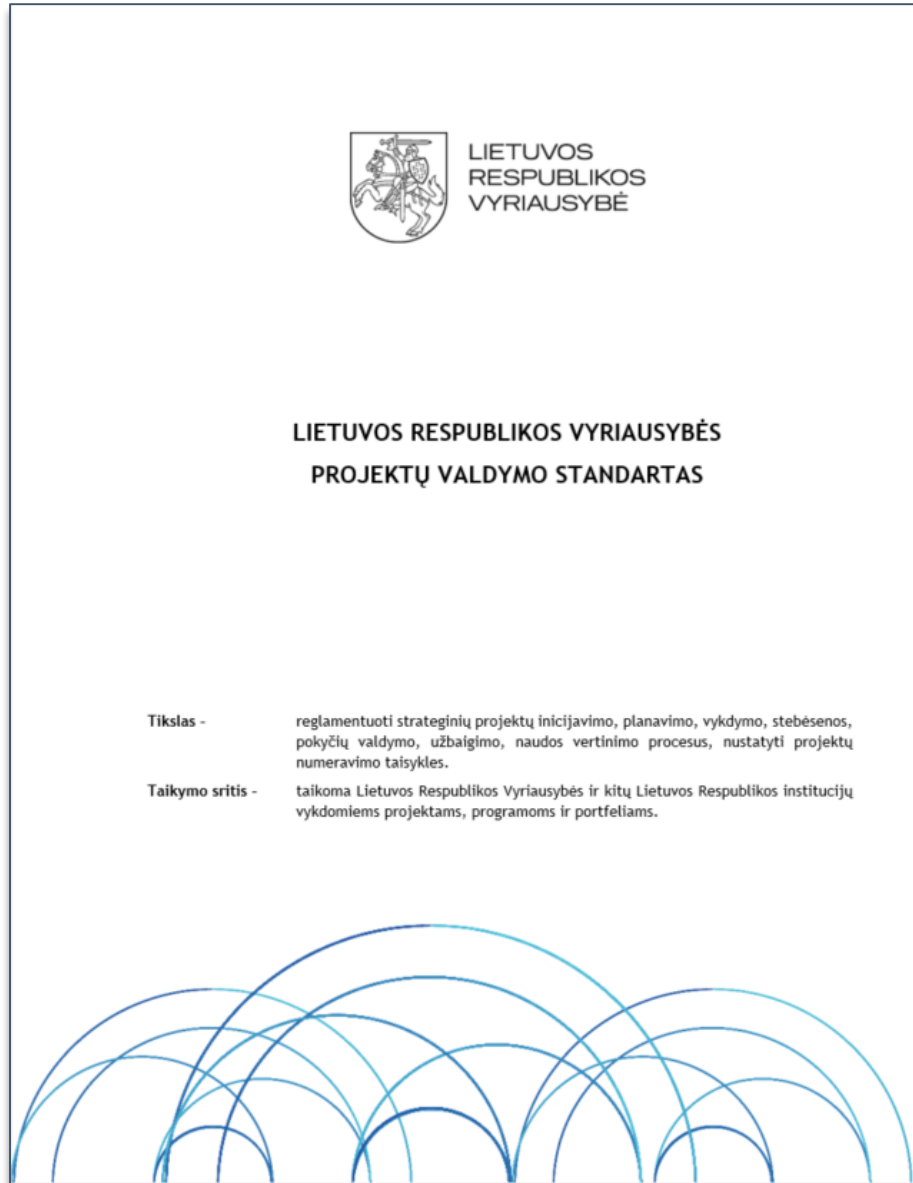 LIETUVOS
RESPUBLIKOS
VYRIAUSYBĖ
LIETUVOS RESPUBLIKOS VYRIAUSYBĖS
PROJEKTŲ VALDYMO STANDARTAS
Tikslas - reglamentuoti strateginių projektų inicijavimo, planavimo, vykdymo, stebėsenos,
pokyčių valdymo, užbaigimo, naudos vertinimo procesus, nustatyti projektų
numeravimo taisykles.
Taikymo sritis - taikoma Lietuvos Respublikos Vyriausybės ir kitų Lietuvos Respublikos institucijų
vykdomiems projektams, programoms ir portfeliams.